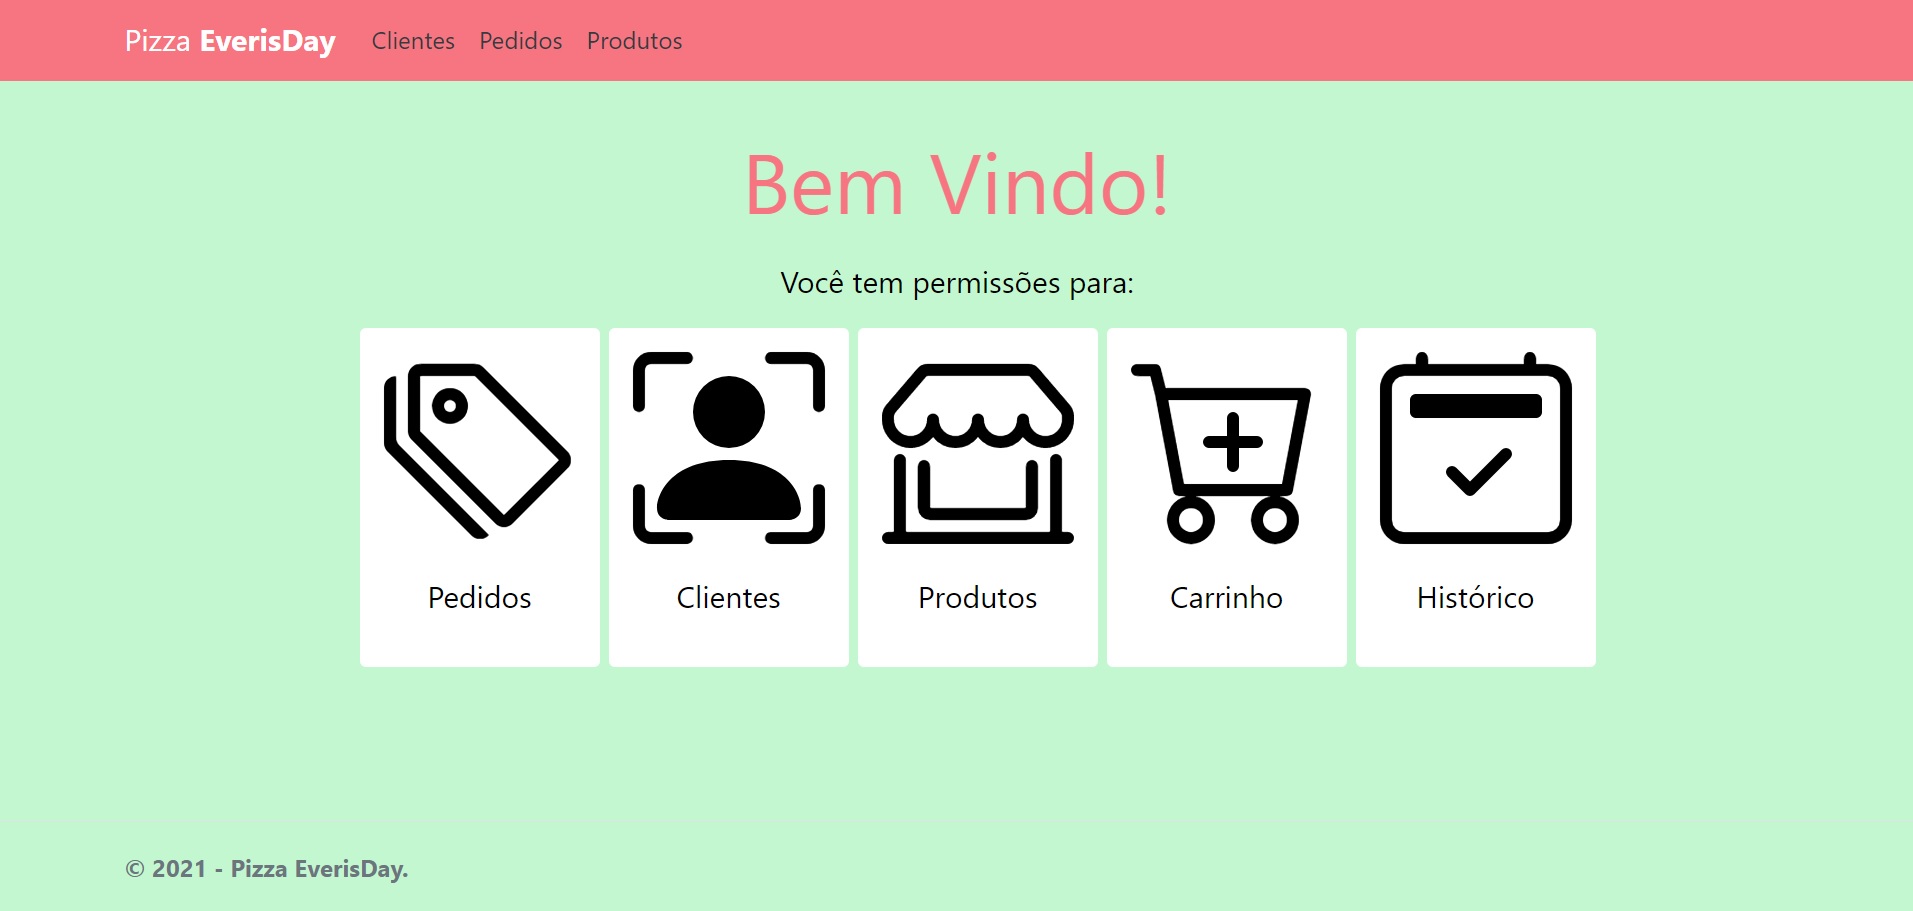 Pizza EverisDay Clientes Pedidos Produtos
Bem Vindo!
Você tem permissões para:
Pedidos Clientes Produtos Carrinho Histórico
© 2021 - Pizza EverisDay.